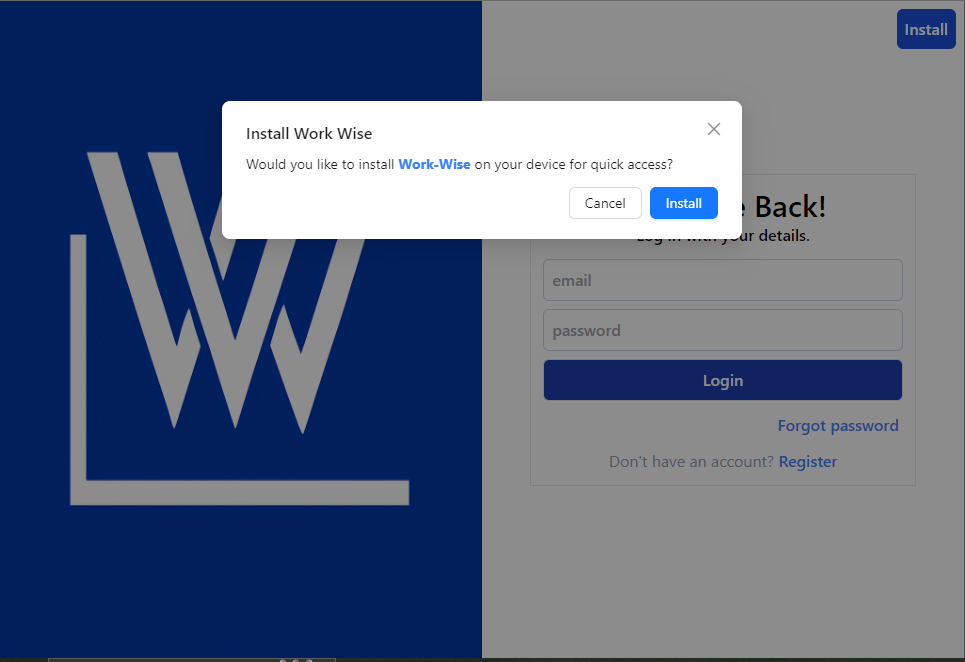 Install
Install Work Wise
Would you like to install Work-Wise on your device for quick access?
Cancel
Install
Back!
Log in with your details.
email
password
Login
Forgot password
Don't have an account? Register